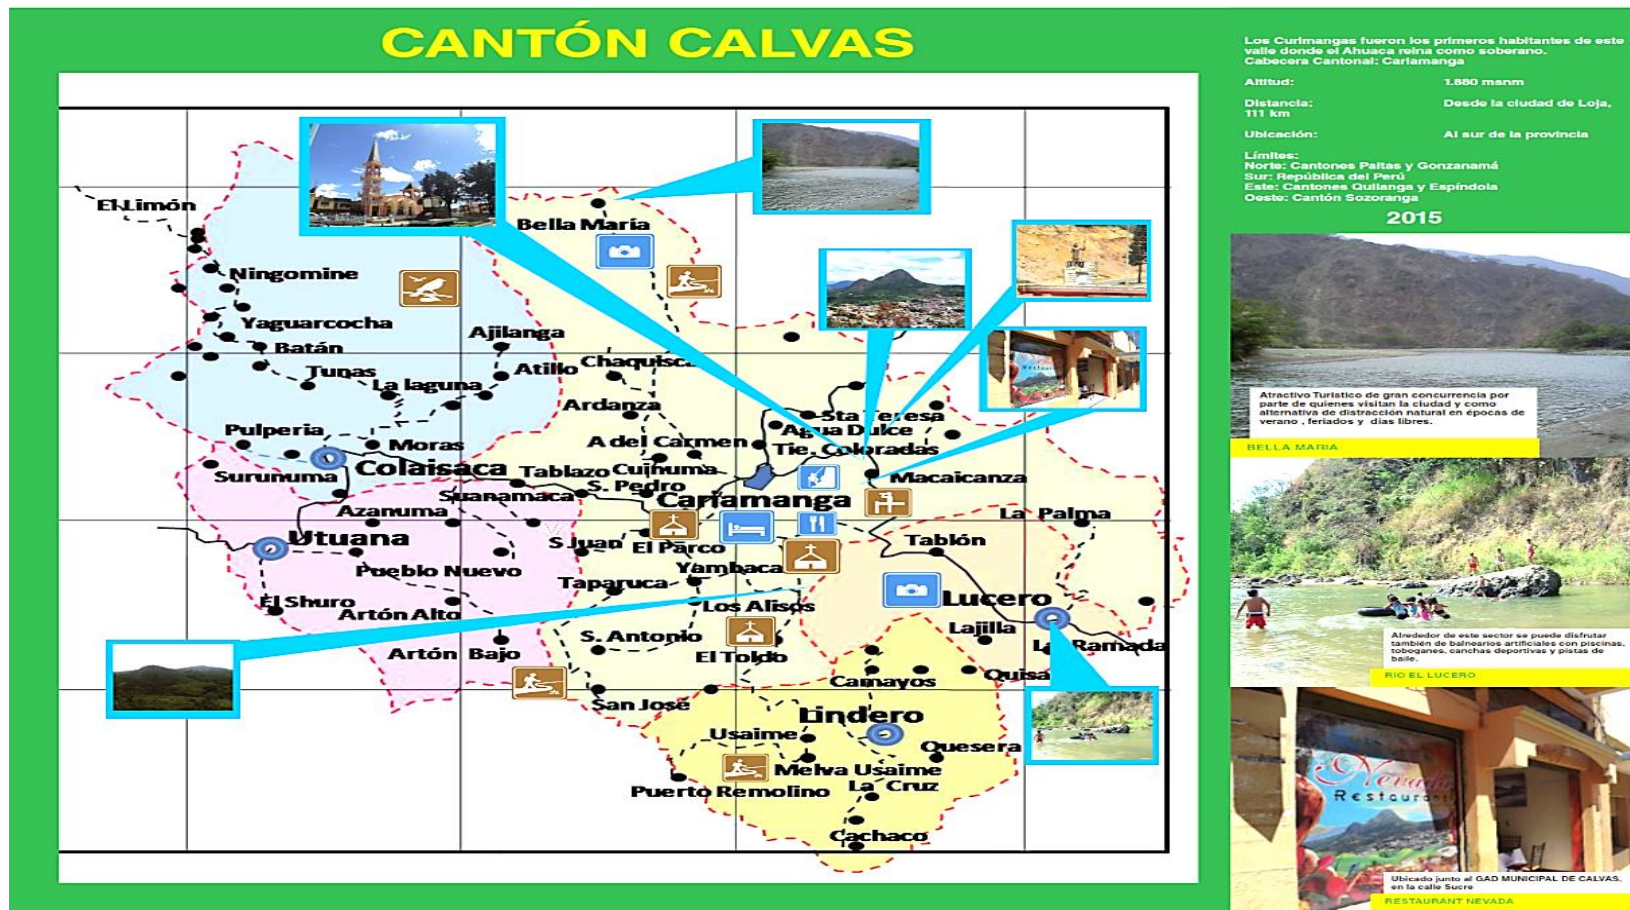 CANTÓN CALVAS
El Limón
Bella María
Ningomine
Yaguarcocha
Ajilanga
Batán
Tunas
Atillo
Chaquisca
La laguna
Ardanza
Sta Teresa
Agua Dulce
Pulperia
Moras
A del Carmen
Tie. Coloradas
Colaisaca
Tablazo
Cuinuma
Surunuma
Suanamaca
S. Pedro
Macaicanza
Cariamanga
Azanuma
La Palma
Utuana
S Juan
El Parco
Tablón
Pueblo Nuevo
Yambaca
Taparuca
El Shuro
Artón Alto
Los Alisos
Lucero
S. Antonio
Lajilla
La Ramada
Artón Bajo
El Toldo
Camayos
Quisa
San José
Lindero
Usaime
Quesera
Melva Usaime
Puerto Remolino
La Cruz
Cachaco
Los Curimangas fueron los primeros habitantes de este
valle donde el Ahuaca reina como soberano.
Cabecera Cantonal: Cariamanga
Altitud: 1.880 msnm
Distancia: Desde la ciudad de Loja,
111 km
Ubicación: Al sur de la provincia
Límites:
Norte: Cantones Paltas y Gonzanamá
Sur: República del Perú
Este: Cantones Quilanga y Espíndola
Oeste: Cantón Sozoranga
2015
Atractivo Turistico de gran concurrencia por
parte de quienes visitan la ciudad y como
alternativa de distracción natural en épocas de
verano , feriados y dias libres.
BELLA MARIA
Alrededor de este sector se puede disfrutar
también de balnearios artificiales con piscinas,
toboganes, canchas deportivas y pistas de
baile.
RIO EL LUCERO
Nevada
Restaurant
Ubicado junto al GAD MUNICIPAL DE CALVAS,
en la calle Sucre
RESTAURANT NEVADA